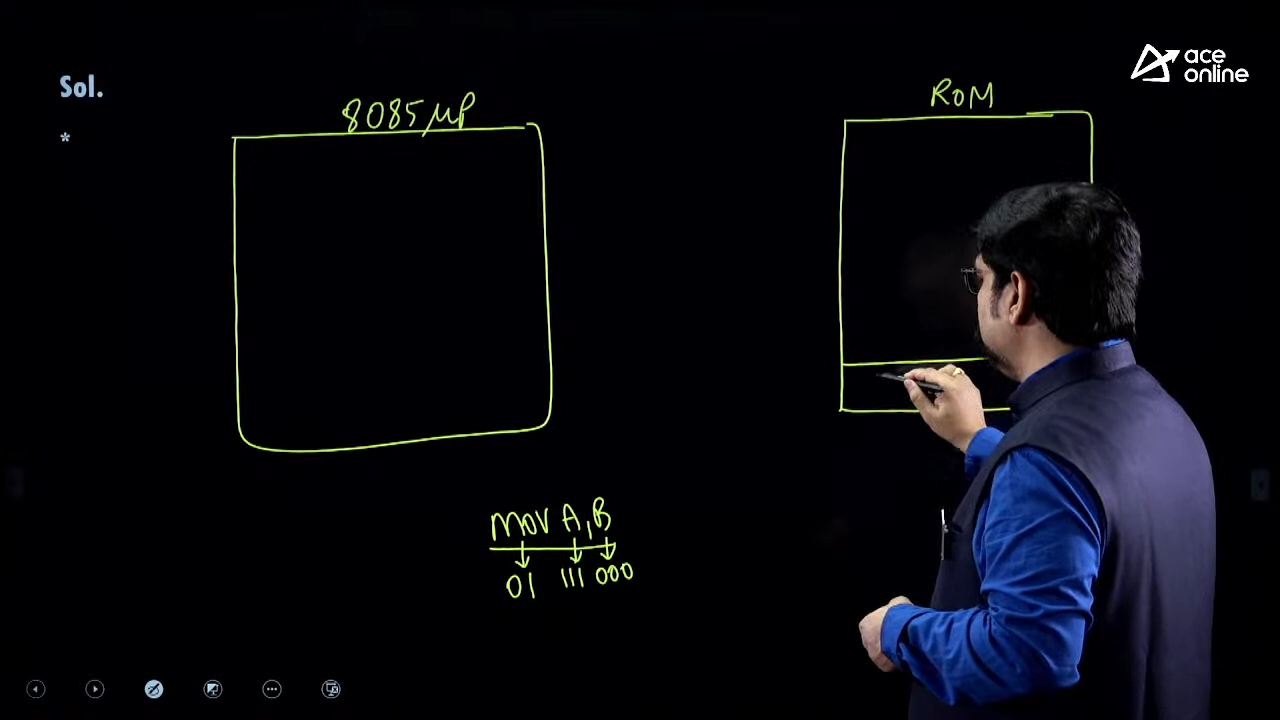 Sol.
*
8085 μP
ROM
ace
online
MOV A, B
01 111 000